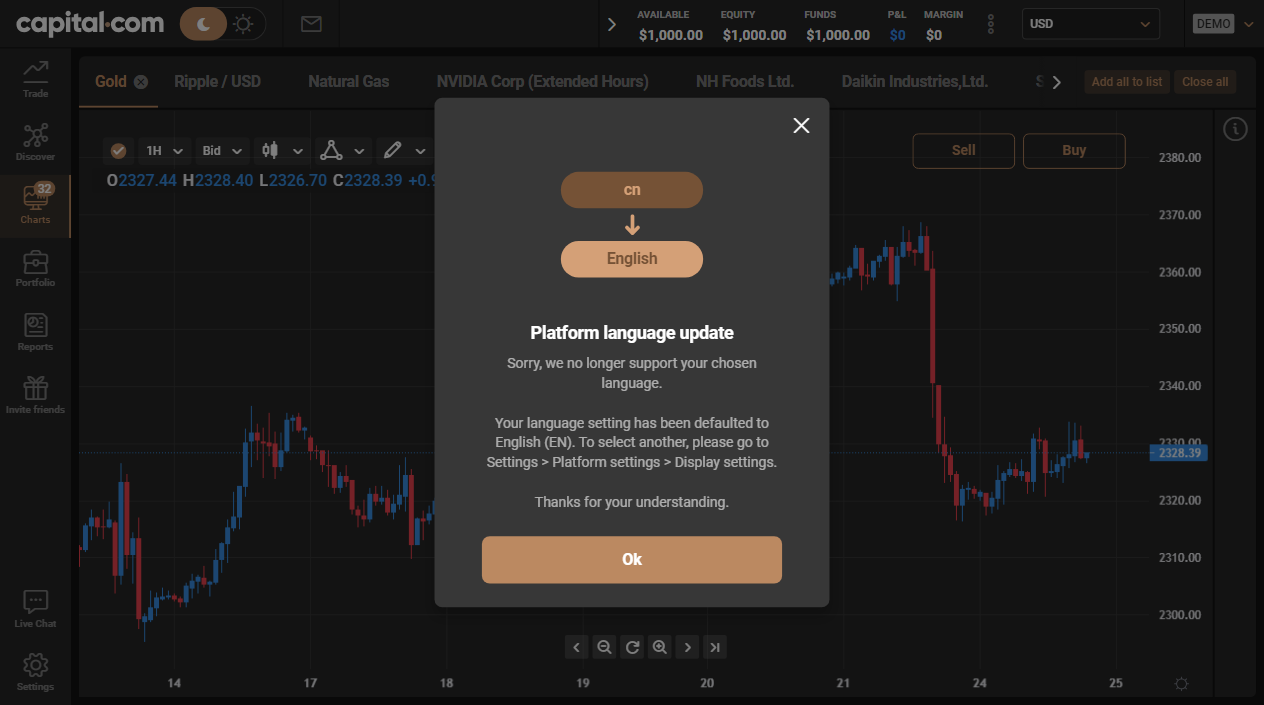 capital.com
AVAILABLE EQUITY FUNDS P&L MARGIN
$1,000.00 $1,000.00 $1,000.00 $0 $0
USD
DEMO
Trade
Discover
32
Charts
Portfolio
Reports
Invite friends
Live Chat
Settings
Gold Ripple / USD Natural Gas NVIDIA Corp (Extended Hours) NH Foods Ltd. Daikin Industries,Ltd.
Add all to list Close all
1H Bid
O2327.44 H2328.40 L2326.70 C2328.39
Sell Buy
cn
English
Platform language update
Sorry, we no longer support your chosen
language.
Your language setting has been defaulted to
English (EN). To select another, please go to
Settings > Platform settings > Display settings.
Thanks for your understanding.
Ok
2380.00
2370.00
2360.00
2350.00
2340.00
2330.00
2328.39
2320.00
2310.00
2300.00
14 17 18 19 20 21 24 25